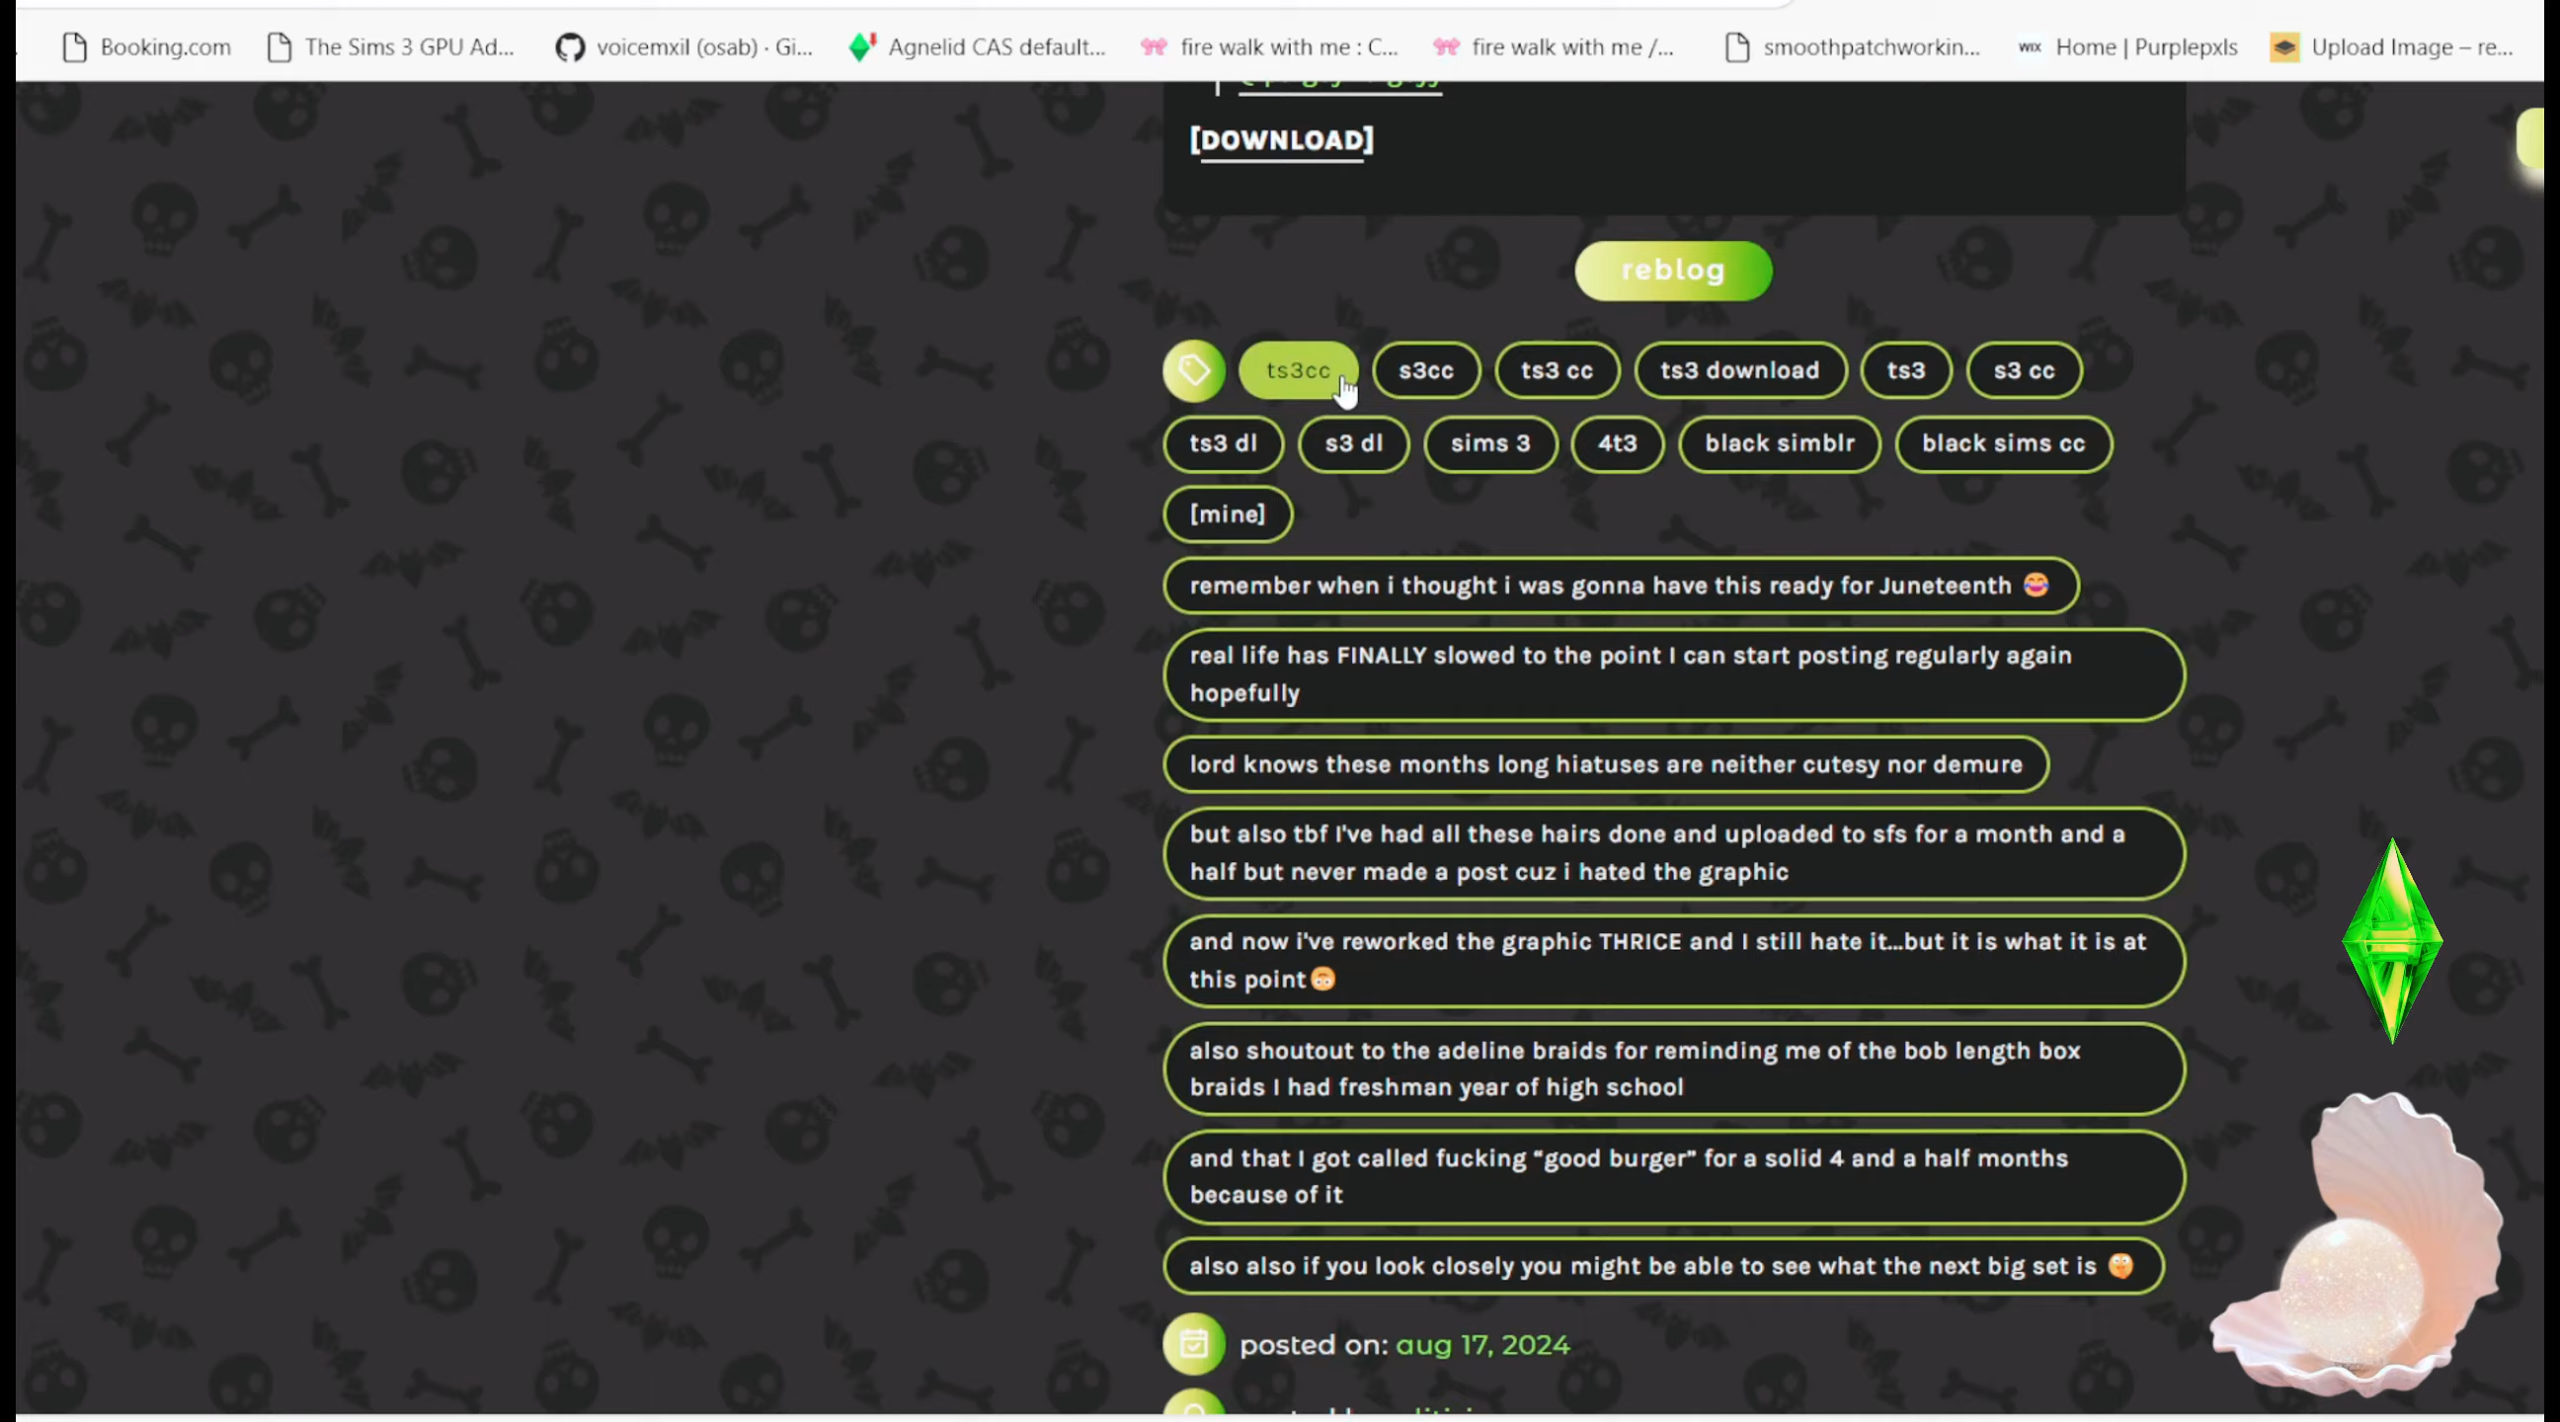 Booking.com
The Sims 3 GPU Ad...
voicemxil (osab) · Gi...
Agnelid CAS default...
fire walk with me : C...
fire walk with me /...
smoothpatchworkin...
WIX
Home | Purplepxls
Upload Image – re...
[DOWNLOAD]
reblog
ts3cc
s3cc
ts3 cc
ts3 download
ts3
s3 cc
ts3 dl
s3 dl
sims 3
4t3
black simblr
black sims cc
[mine]
remember when i thought i was gonna have this ready for Juneteenth 😂
real life has FINALLY slowed to the point I can start posting regularly again
hopefully
lord knows these months long hiatuses are neither cutesy nor demure
but also tbf I've had all these hairs done and uploaded to sfs for a month and a
half but never made a post cuz i hated the graphic
and now i've reworked the graphic THRICE and I still hate it...but it is what it is at
this point🙃
also shoutout to the adeline braids for reminding me of the bob length box
braids I had freshman year of high school
and that I got called fucking “good burger” for a solid 4 and a half months
because of it
also also if you look closely you might be able to see what the next big set is 🤫
posted on: aug 17, 2024